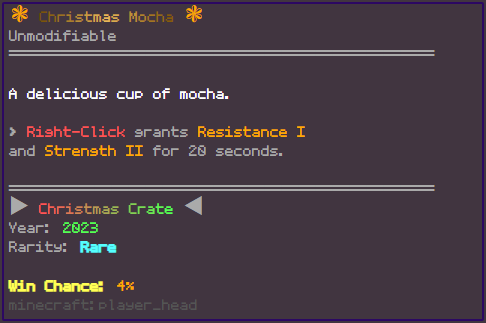 ❃ Christmas Mocha ❃
Unmodifiable
A delicious cup of mocha.
> Right-Click grants Resistance I
and Strength II for 20 seconds.
▶ Christmas Crate ◀
Year: 2023
Rarity: Rare
Win Chance: 4%
minecraft:player_head